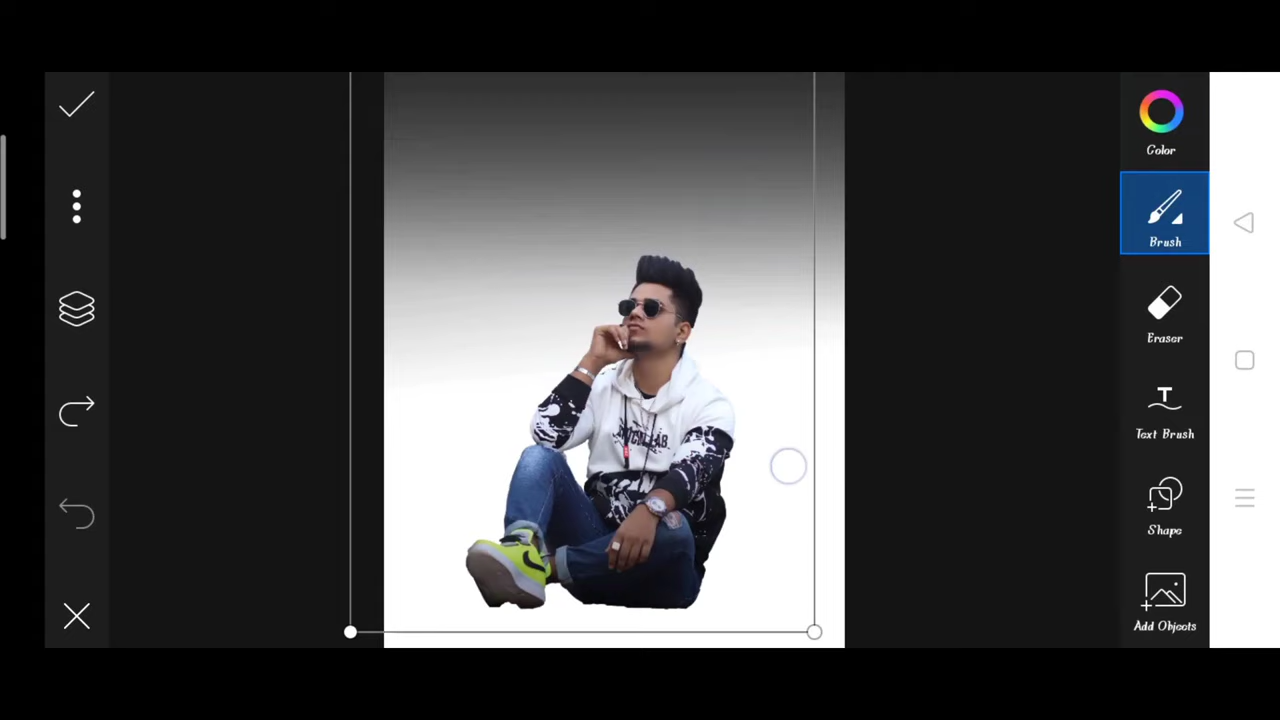 Color
Brush
Eraser
T
Text Brush
Shape
Add Objects